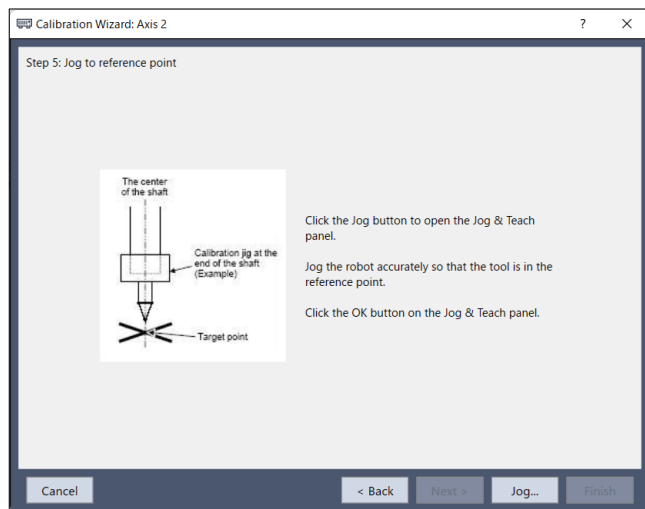 Calibration Wizard: Axis 2
?
Step 5: Jog to reference point
The center
of the shaft
Calibration jig at the
end of the shaft
(Example)
Target point
Click the Jog button to open the Jog & Teach
panel.
Jog the robot accurately so that the tool is in the
reference point.
Click the OK button on the Jog & Teach panel.
Cancel
< Back
Next >
Jog...
Finish